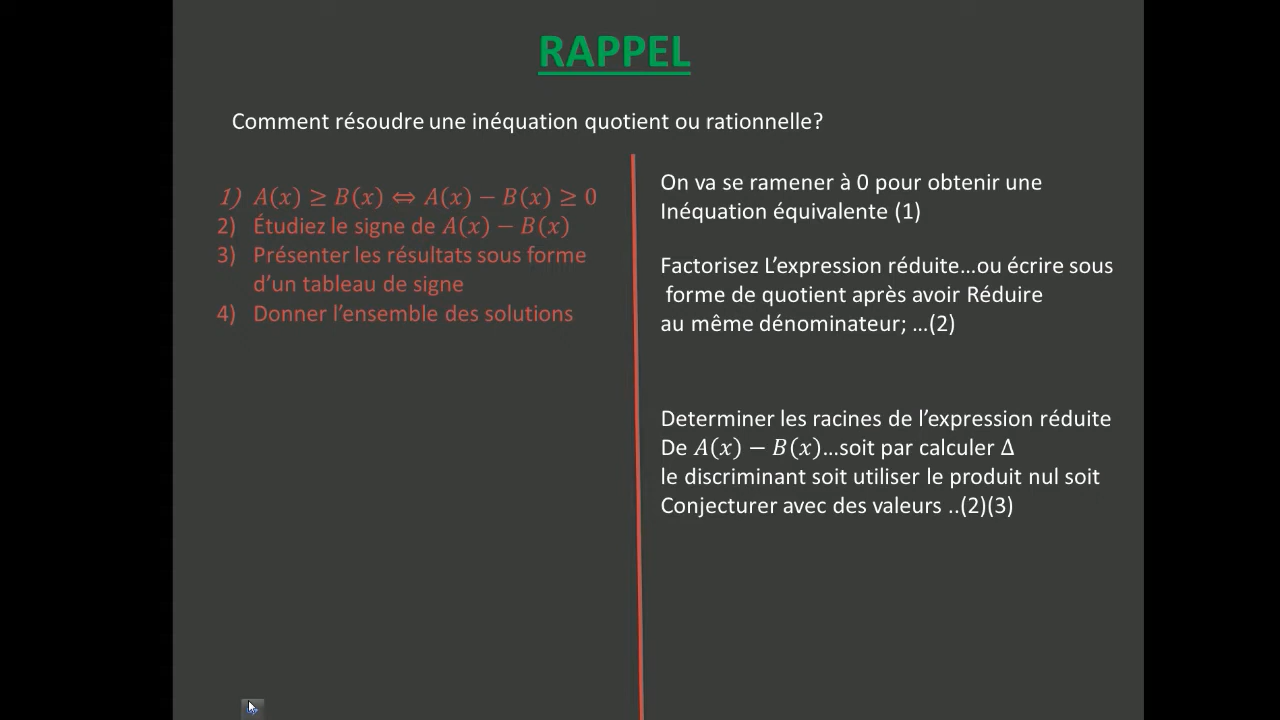 RAPPEL
Comment résoudre une inéquation quotient ou rationnelle?
1) A(x) ≥ B(x) ⇔ A(x) − B(x) ≥ 0
2) Étudiez le signe de A(x) − B(x)
3) Présenter les résultats sous forme
d’un tableau de signe
4) Donner l’ensemble des solutions
On va se ramener à 0 pour obtenir une
Inéquation équivalente (1)
Factorisez L’expression réduite…ou écrire sous
forme de quotient après avoir Réduire
au même dénominateur; …(2)
Determiner les racines de l’expression réduite
De A(x) − B(x)…soit par calculer Δ
le discriminant soit utiliser le produit nul soit
Conjecturer avec des valeurs ..(2)(3)